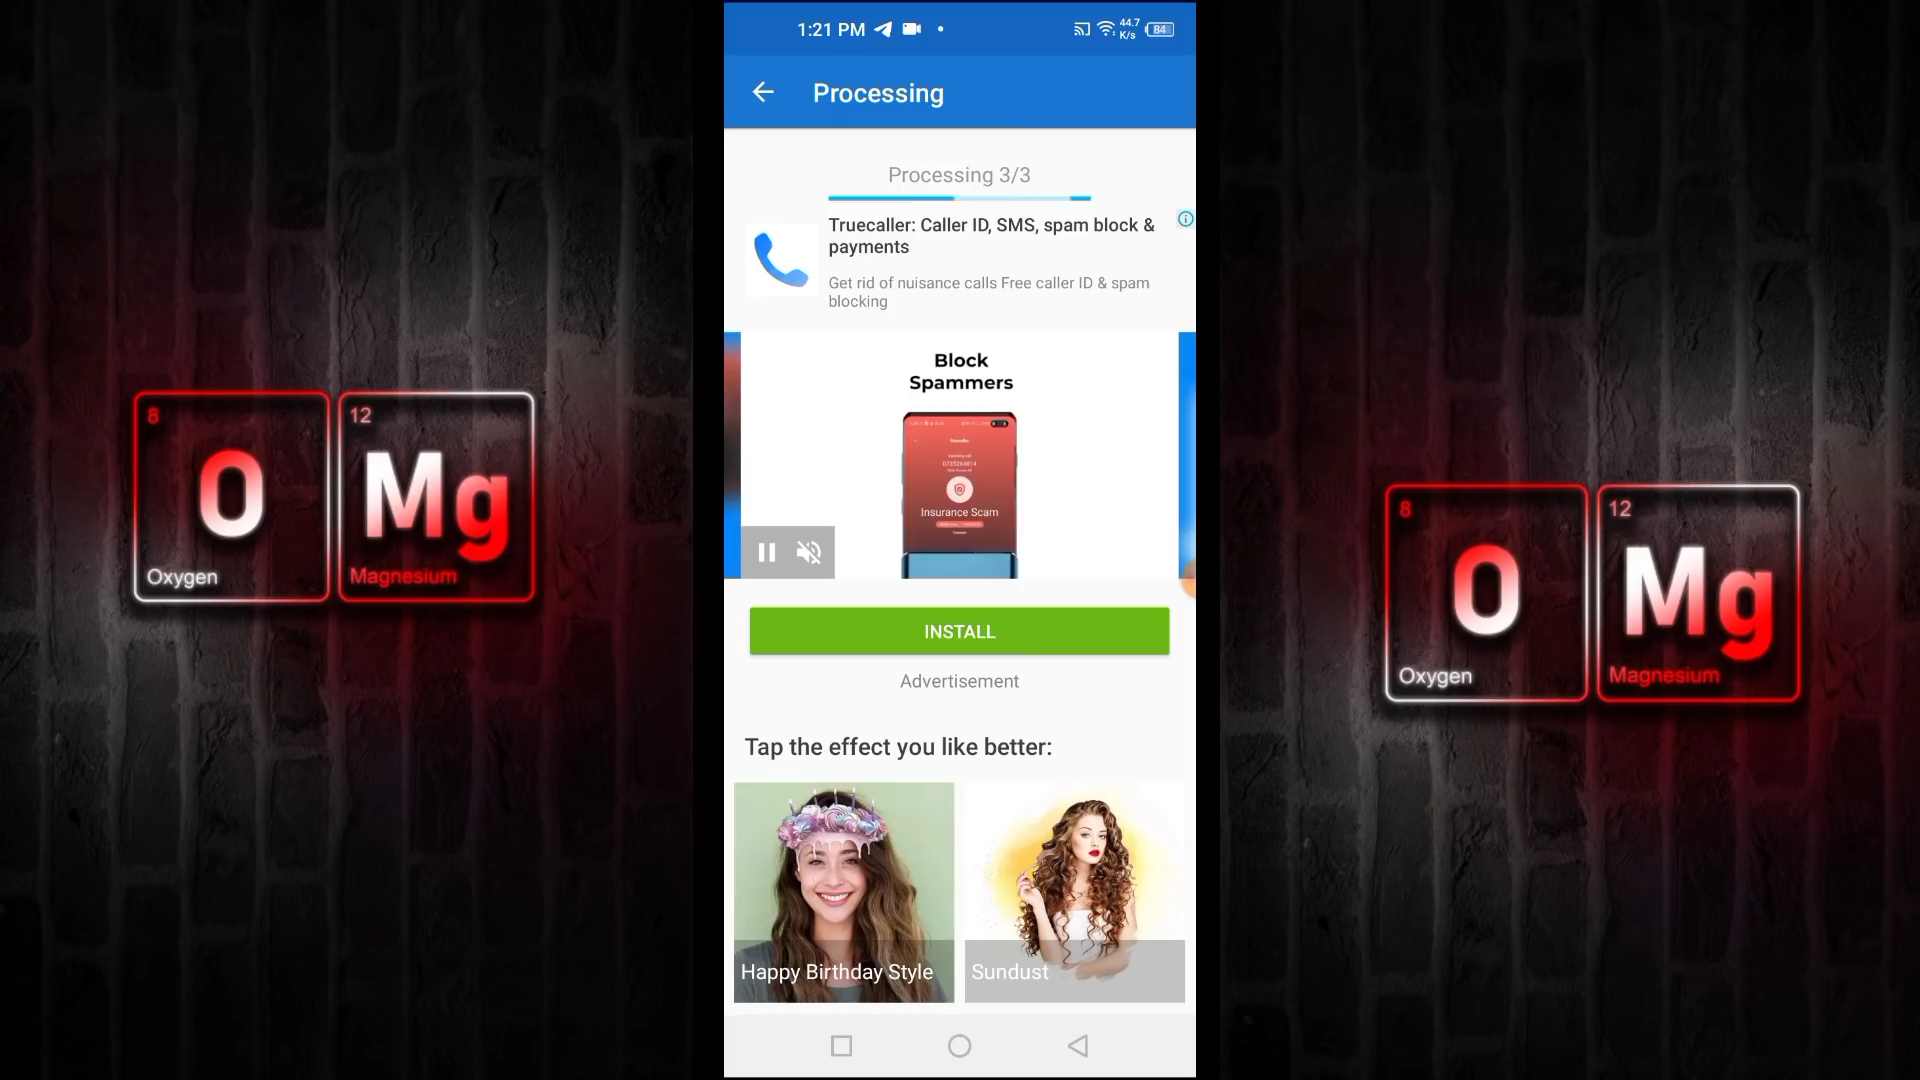 1:21 PM
44.7
K/s
84
Processing
Processing 3/3
Truecaller: Caller ID, SMS, spam block &
payments
Get rid of nuisance calls Free caller ID & spam
blocking
Block
Spammers
Truecaller
0735264814
Insurance Scam
INSTALL
Advertisement
Tap the effect you like better:
Happy Birthday Style
Sundust
8
O
Oxygen
12
Mg
Magnesium
8
O
Oxygen
12
Mg
Magnesium